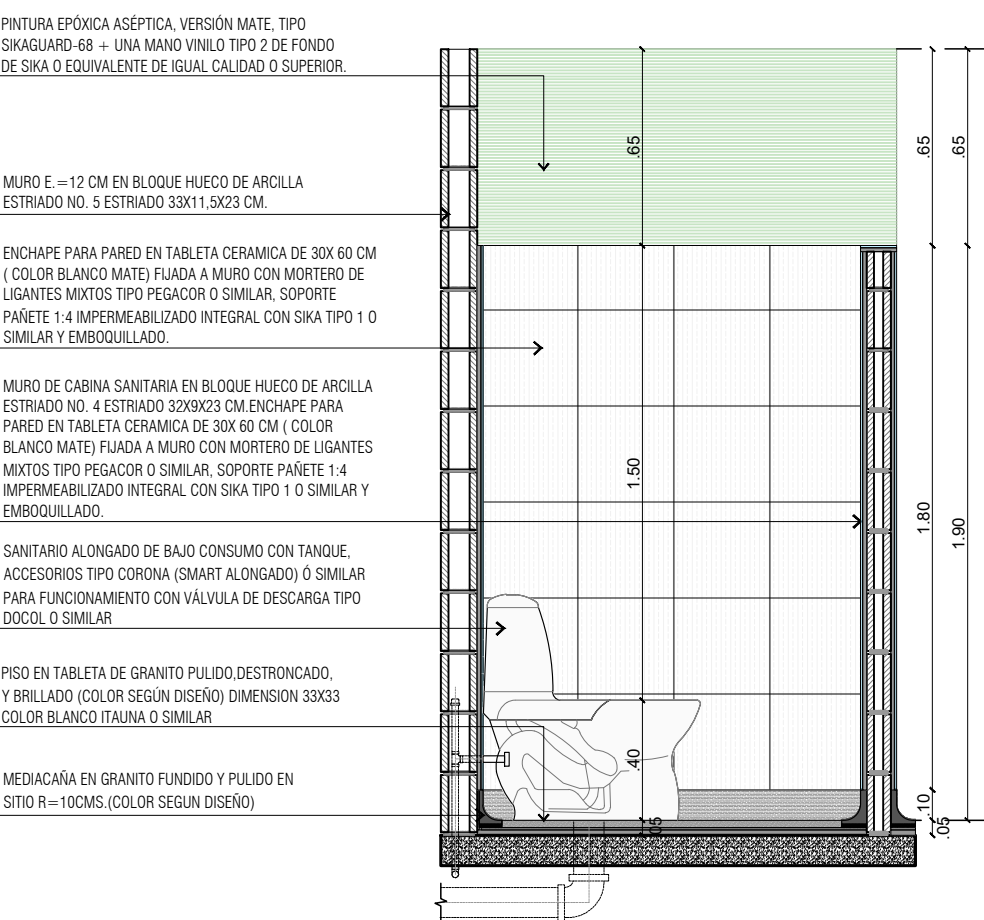 PINTURA EPÓXICA ASÉPTICA, VERSIÓN MATE, TIPO
SIKAGUARD-68 + UNA MANO VINILO TIPO 2 DE FONDO
DE SIKA O EQUIVALENTE DE IGUAL CALIDAD O SUPERIOR.
MURO E.=12 CM EN BLOQUE HUECO DE ARCILLA
ESTRIADO NO. 5 ESTRIADO 33X11,5X23 CM.
ENCHAPE PARA PARED EN TABLETA CERAMICA DE 30X 60 CM
( COLOR BLANCO MATE) FIJADA A MURO CON MORTERO DE
LIGANTES MIXTOS TIPO PEGACOR O SIMILAR, SOPORTE
PAÑETE 1:4 IMPERMEABILIZADO INTEGRAL CON SIKA TIPO 1 O
SIMILAR Y EMBOQUILLADO.
MURO DE CABINA SANITARIA EN BLOQUE HUECO DE ARCILLA
ESTRIADO NO. 4 ESTRIADO 32X9X23 CM.ENCHAPE PARA
PARED EN TABLETA CERAMICA DE 30X 60 CM ( COLOR
BLANCO MATE) FIJADA A MURO CON MORTERO DE LIGANTES
MIXTOS TIPO PEGACOR O SIMILAR, SOPORTE PAÑETE 1:4
IMPERMEABILIZADO INTEGRAL CON SIKA TIPO 1 O SIMILAR Y
EMBOQUILLADO.
SANITARIO ALONGADO DE BAJO CONSUMO CON TANQUE,
ACCESORIOS TIPO CORONA (SMART ALONGADO) Ó SIMILAR
PARA FUNCIONAMIENTO CON VÁLVULA DE DESCARGA TIPO
DOCOL O SIMILAR
PISO EN TABLETA DE GRANITO PULIDO,DESTRONCADO,
Y BRILLADO (COLOR SEGÚN DISEÑO) DIMENSION 33X33
COLOR BLANCO ITAUNA O SIMILAR
MEDIACAÑA EN GRANITO FUNDIDO Y PULIDO EN
SITIO R=10CMS.(COLOR SEGUN DISEÑO)
.65
1.50
.40
.05
.65
1.80
.10
.05
.65
1.90